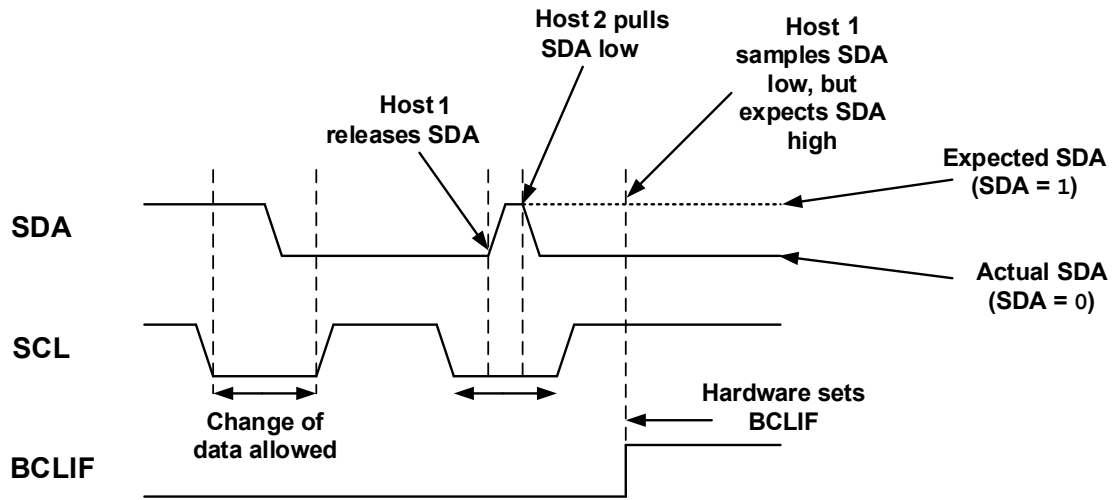 Host 2 pulls
SDA low
Host 1
samples SDA
low, but
expects SDA
high
Host 1
releases SDA
Expected SDA
(SDA = 1)
SDA
Actual SDA
(SDA = 0)
SCL
Change of
data allowed
Hardware sets
BCLIF
BCLIF